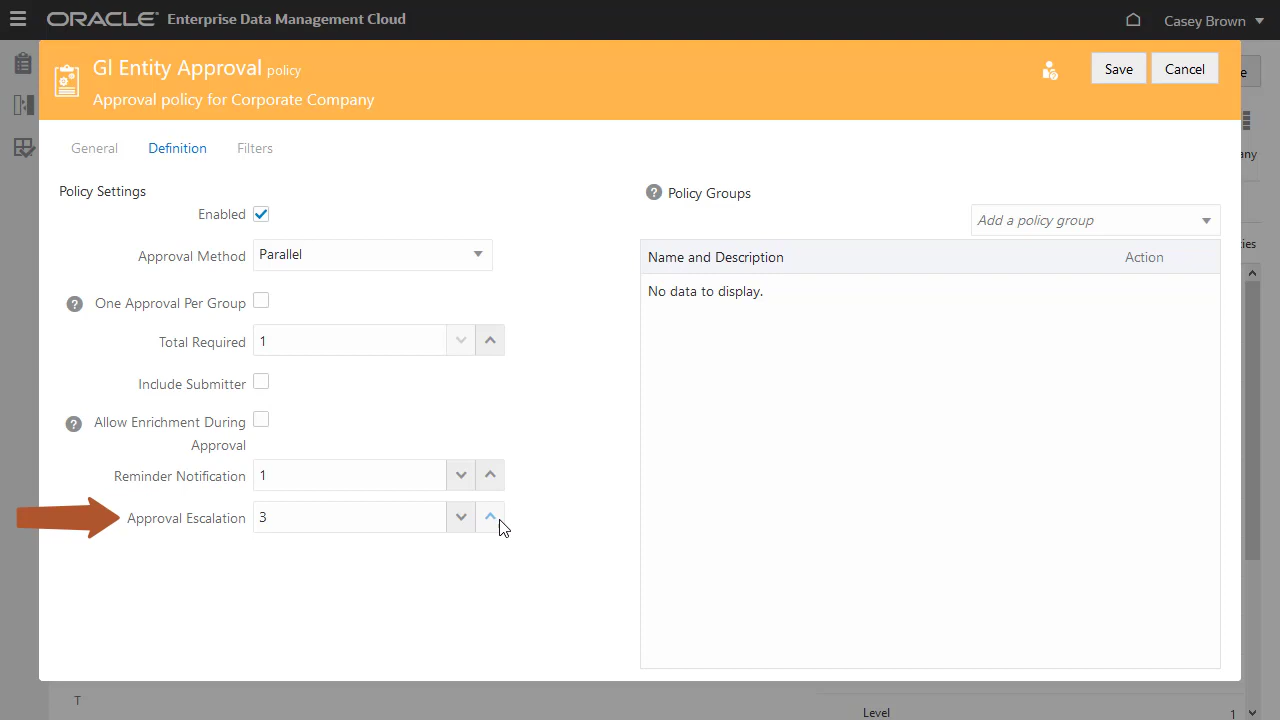 ORACLE® Enterprise Data Management Cloud
Casey Brown
Gl Entity Approval policy
Approval policy for Corporate Company
Save
Cancel
e
any
General
Definition
Filters
Policy Settings
Enabled
Approval Method
Parallel
One Approval Per Group
Total Required
1
Include Submitter
Allow Enrichment During
Approval
Reminder Notification
1
Approval Escalation
3
Policy Groups
Add a policy group
Name and Description
Action
No data to display.
ies
T
Level
1